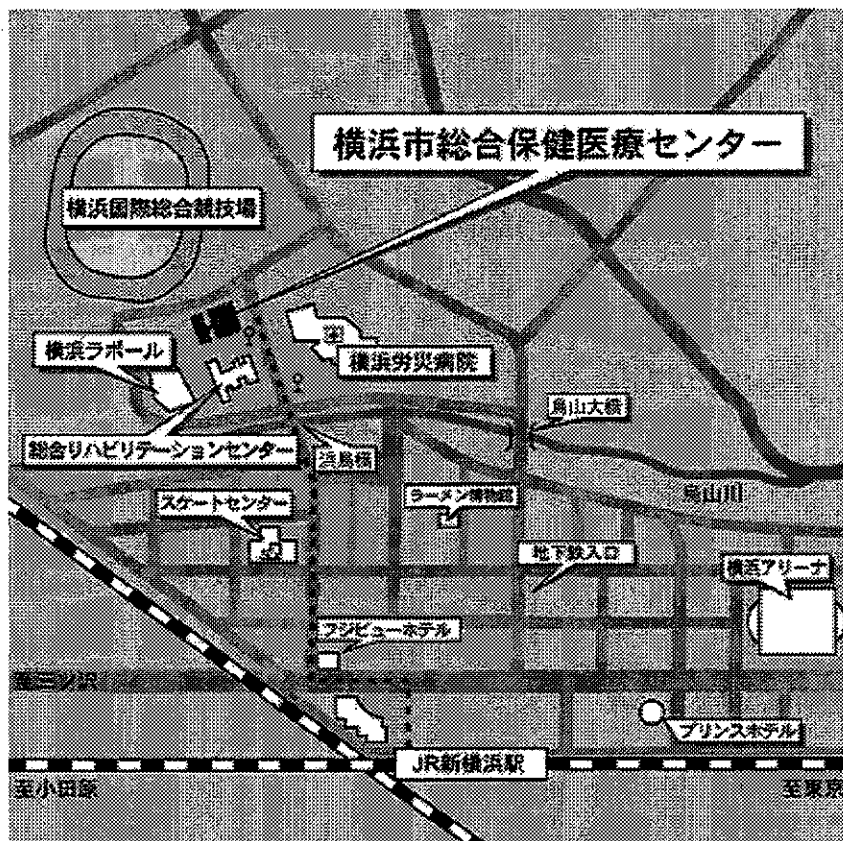 横浜市総合保健医療センター
横浜国際総合競技場
横浜ラポール
横浜労災病院
鳥山大橋
総合リハビリテーションセンター
浜鳥橋
スケートセンター
ラーメン博物館
鳥山川
地下鉄入口
横浜アリーナ
フジビューホテル
至三ツ沢
プリンスホテル
JR新横浜駅
至小田原
至東京